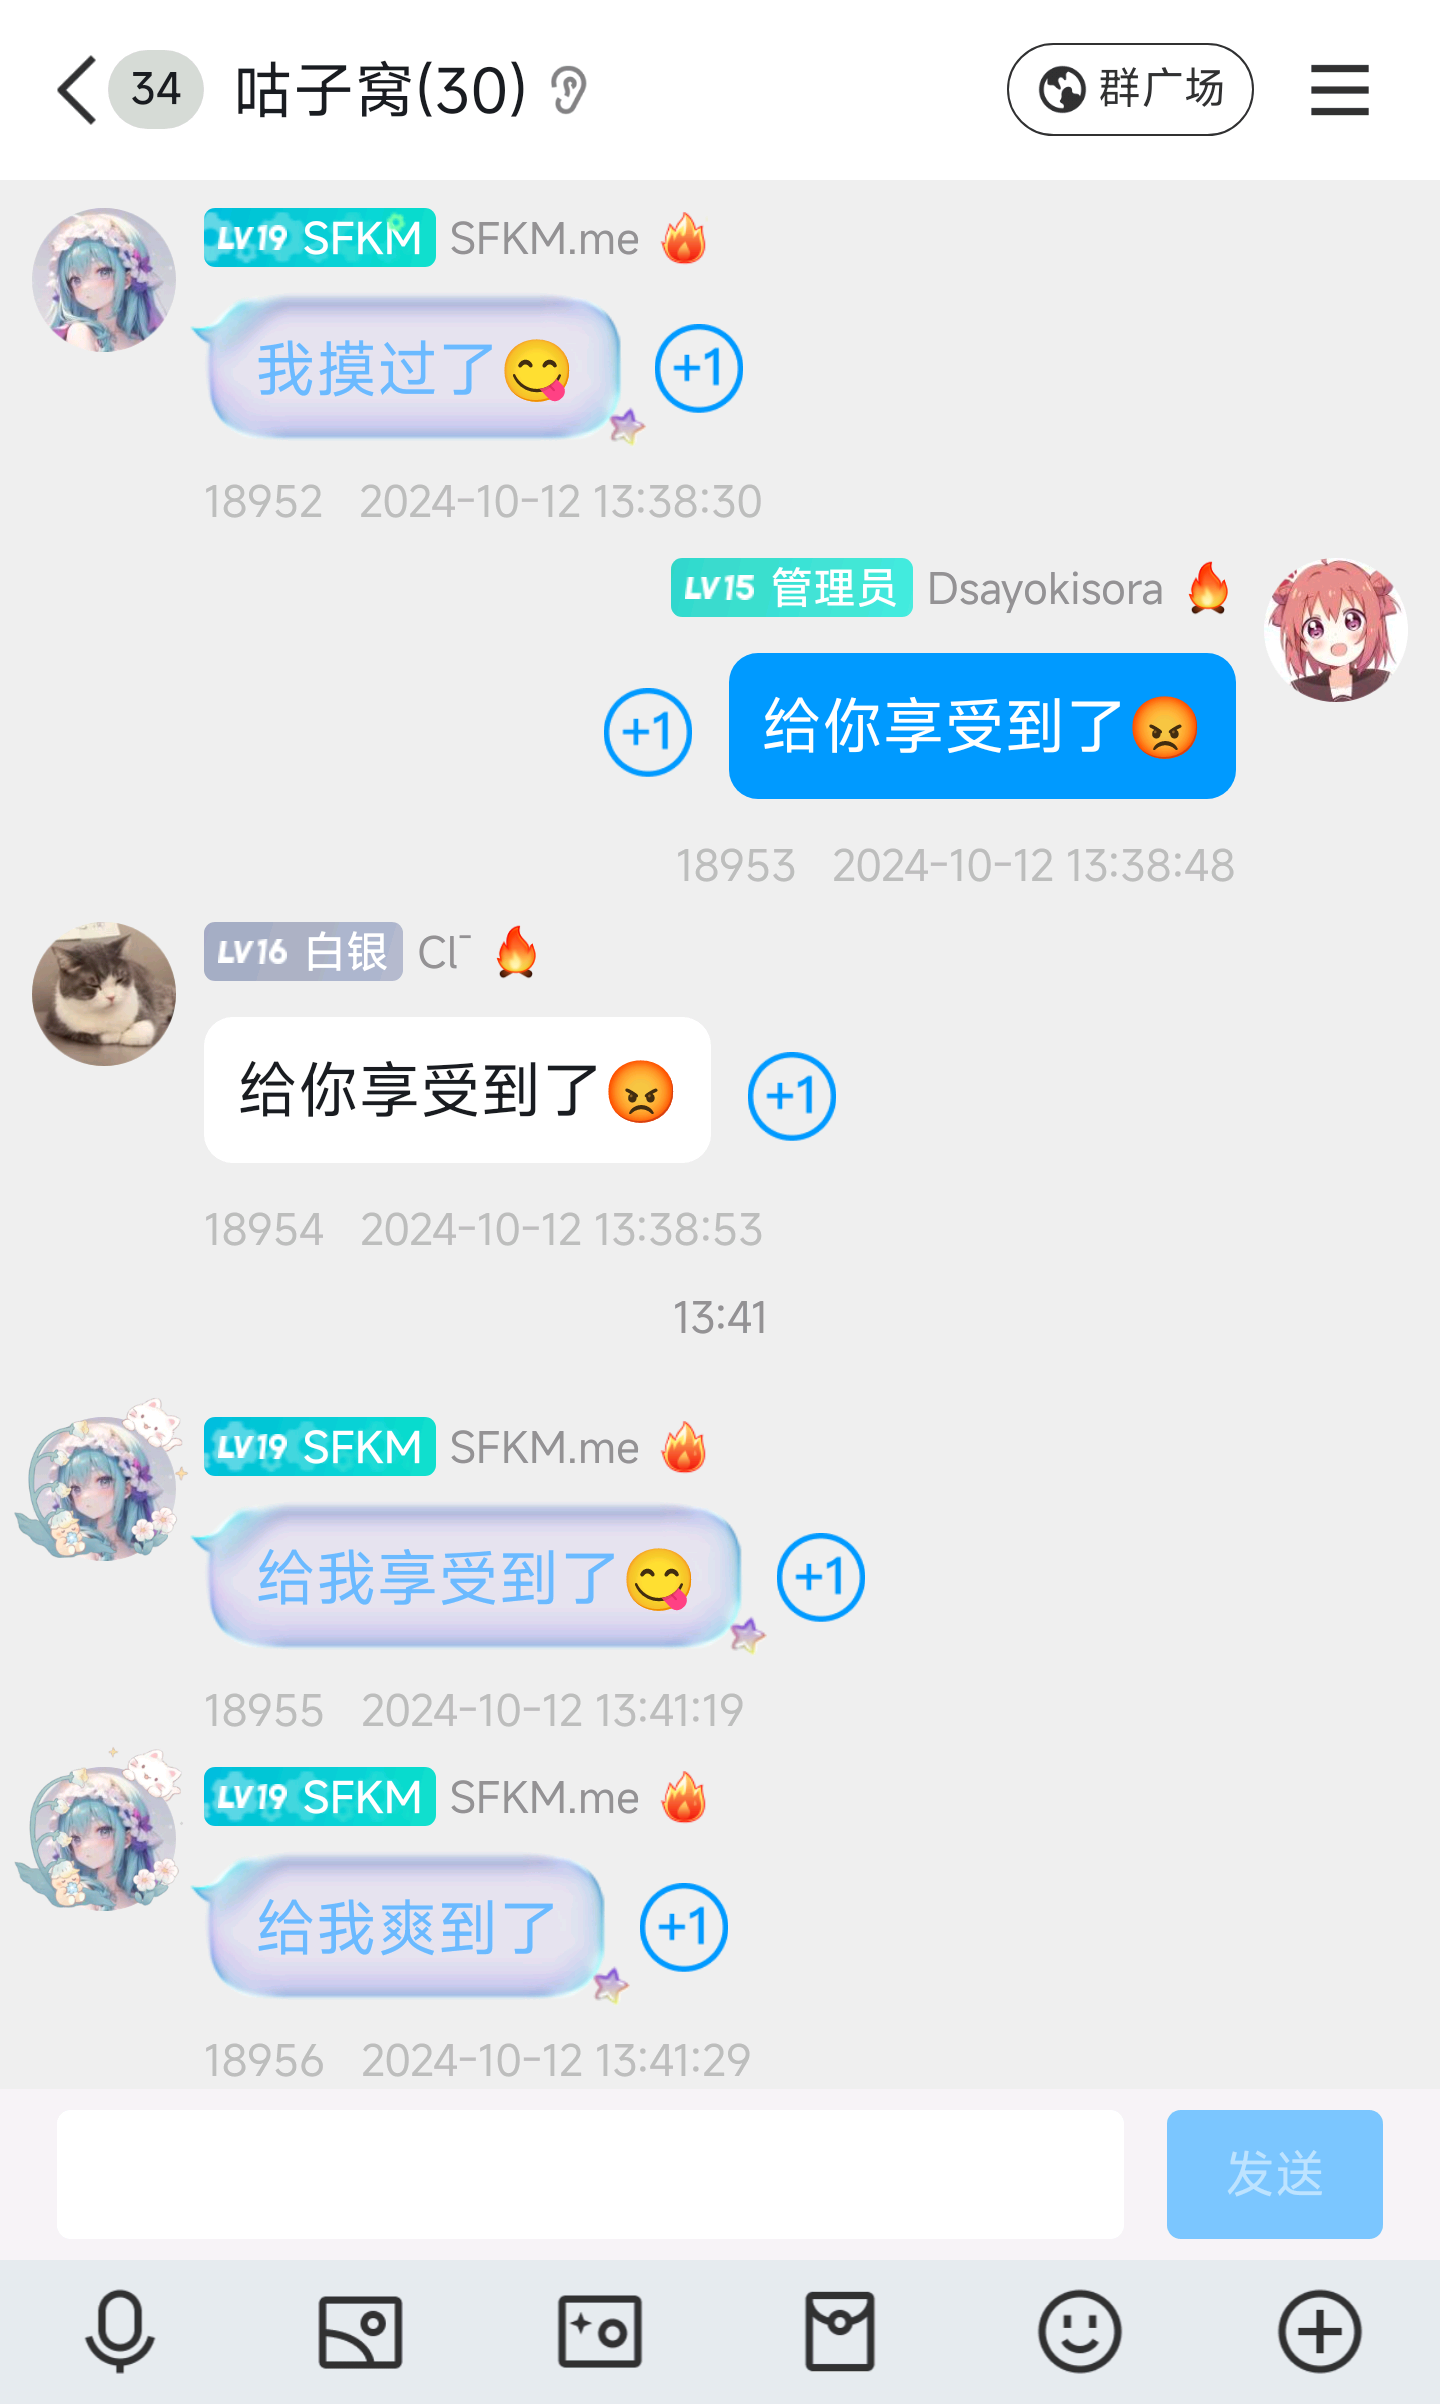 34 咕子窝(30) 群广场
LV19 SFKM SFKM.me 🔥
我摸过了😋 +1
18952 2024-10-12 13:38:30
LV15 管理员 Dsayokisora 🔥
+1 给你享受到了😡
18953 2024-10-12 13:38:48
LV16 白银 Cl⁻ 🔥
给你享受到了😡 +1
18954 2024-10-12 13:38:53
13:41
LV19 SFKM SFKM.me 🔥
给我享受到了😋 +1
18955 2024-10-12 13:41:19
LV19 SFKM SFKM.me 🔥
给我爽到了 +1
18956 2024-10-12 13:41:29
发送